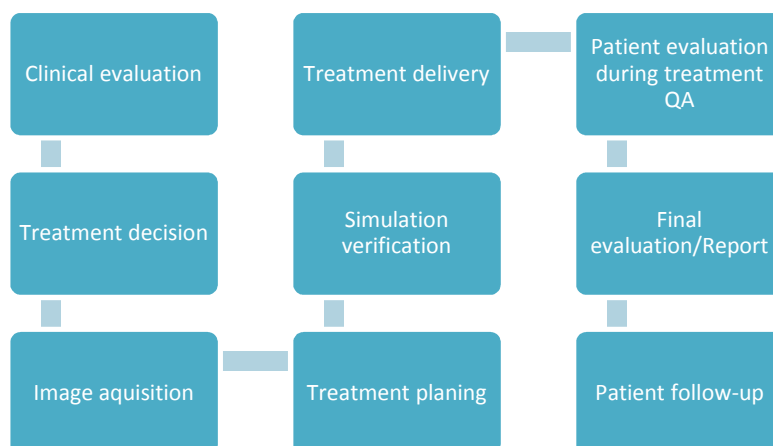 Clinical evaluation
Treatment decision
Image aquisition
Treatment planing
Simulation
verification
Treatment delivery
Patient evaluation
during treatment
QA
Final
evaluation/Report
Patient follow-up